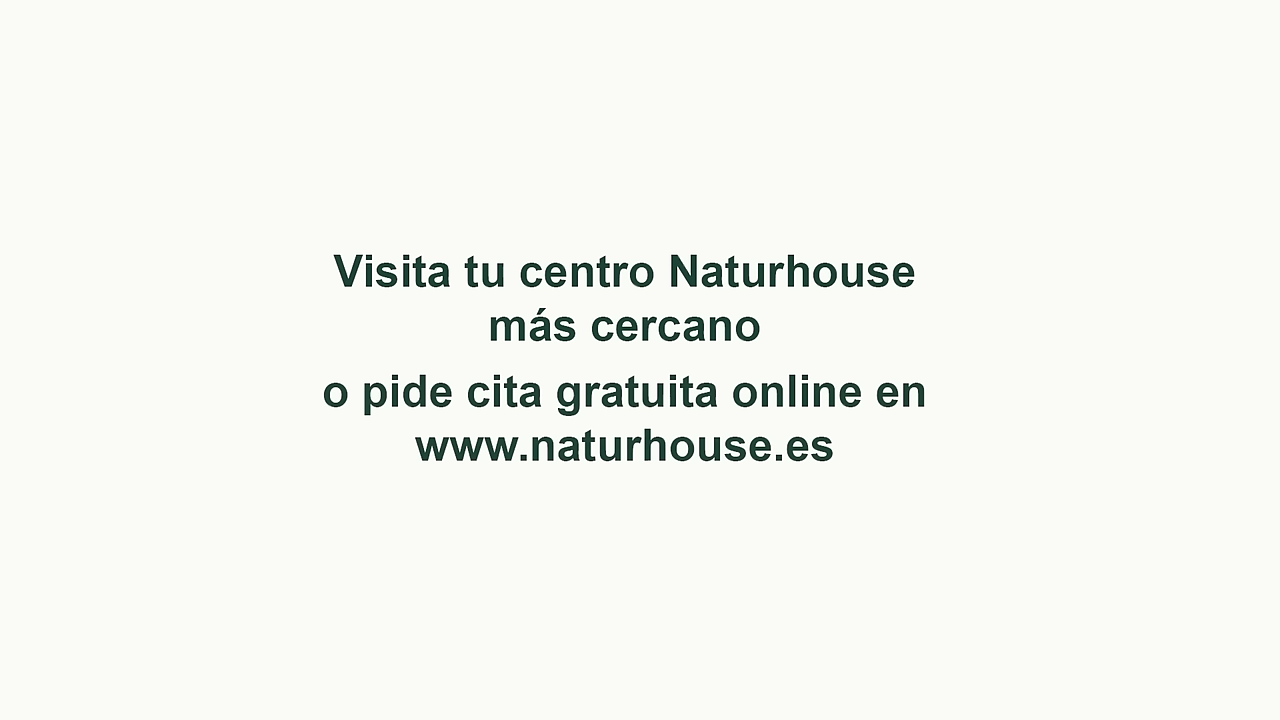 Visita tu centro Naturhouse
más cercano
o pide cita gratuita online en
www.naturhouse.es